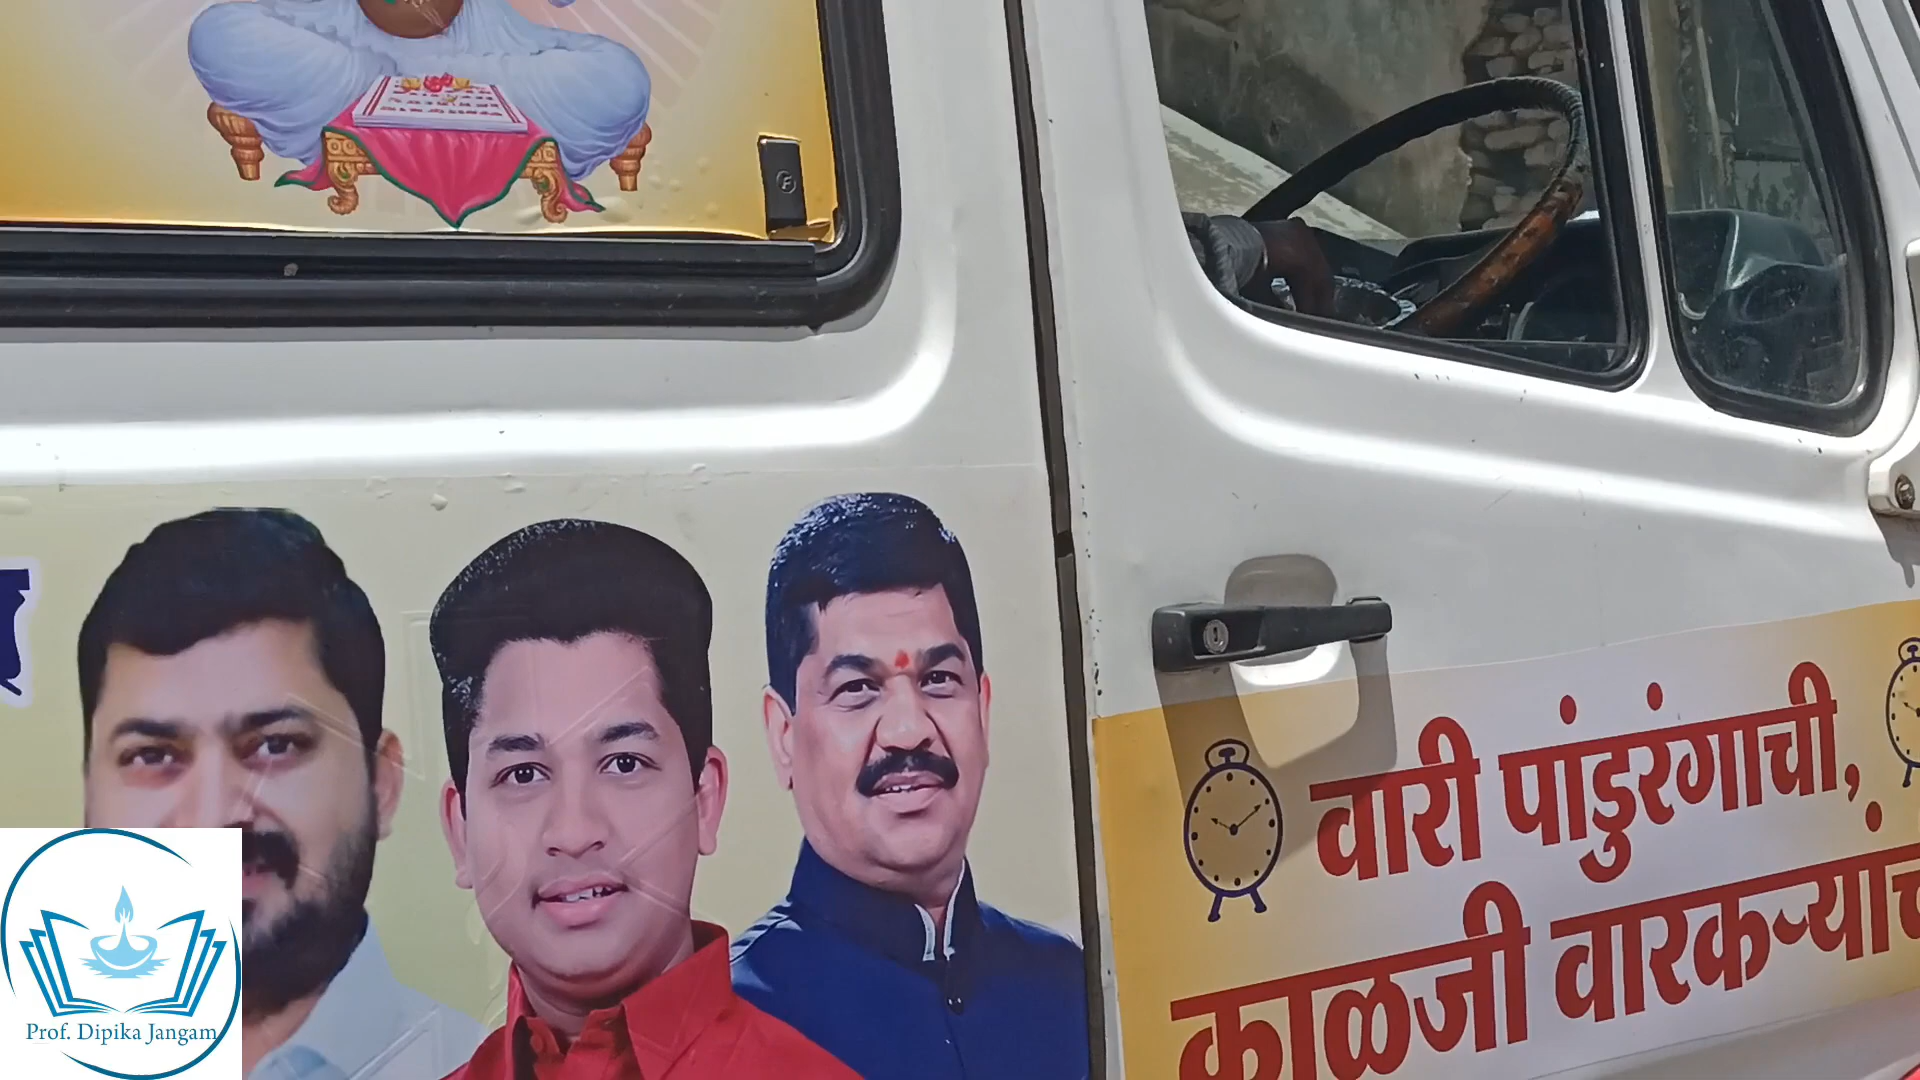 वारी पांडुरंगाची,
काळजी वारकऱ्यांच
Prof. Dipika Jangam